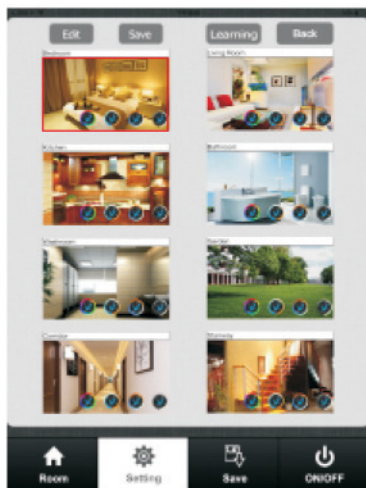 Edit Save Learning Back
Bedroom Living Room
Kitchen Bathroom
Washroom Garden
Corridor Stairway
Room Setting Save ON/OFF